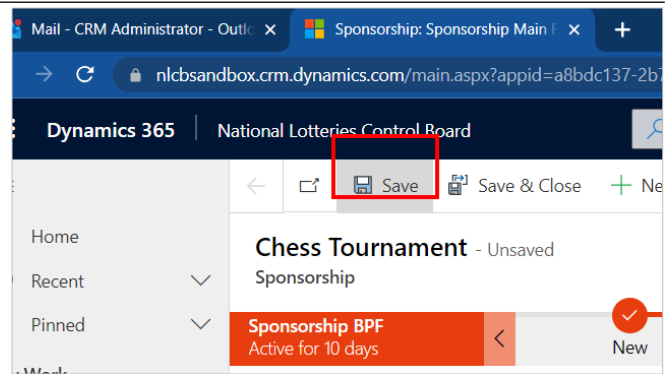 Mail - CRM Administrator - Outlo
Sponsorship: Sponsorship Main F
nlcbsandbox.crm.dynamics.com/main.aspx?appid=a8bdc137-2b7
Dynamics 365 National Lotteries Control Board
Save Save & Close Ne
Home
Chess Tournament - Unsaved
Recent
Sponsorship
Pinned
Sponsorship BPF
Active for 10 days
New
Work